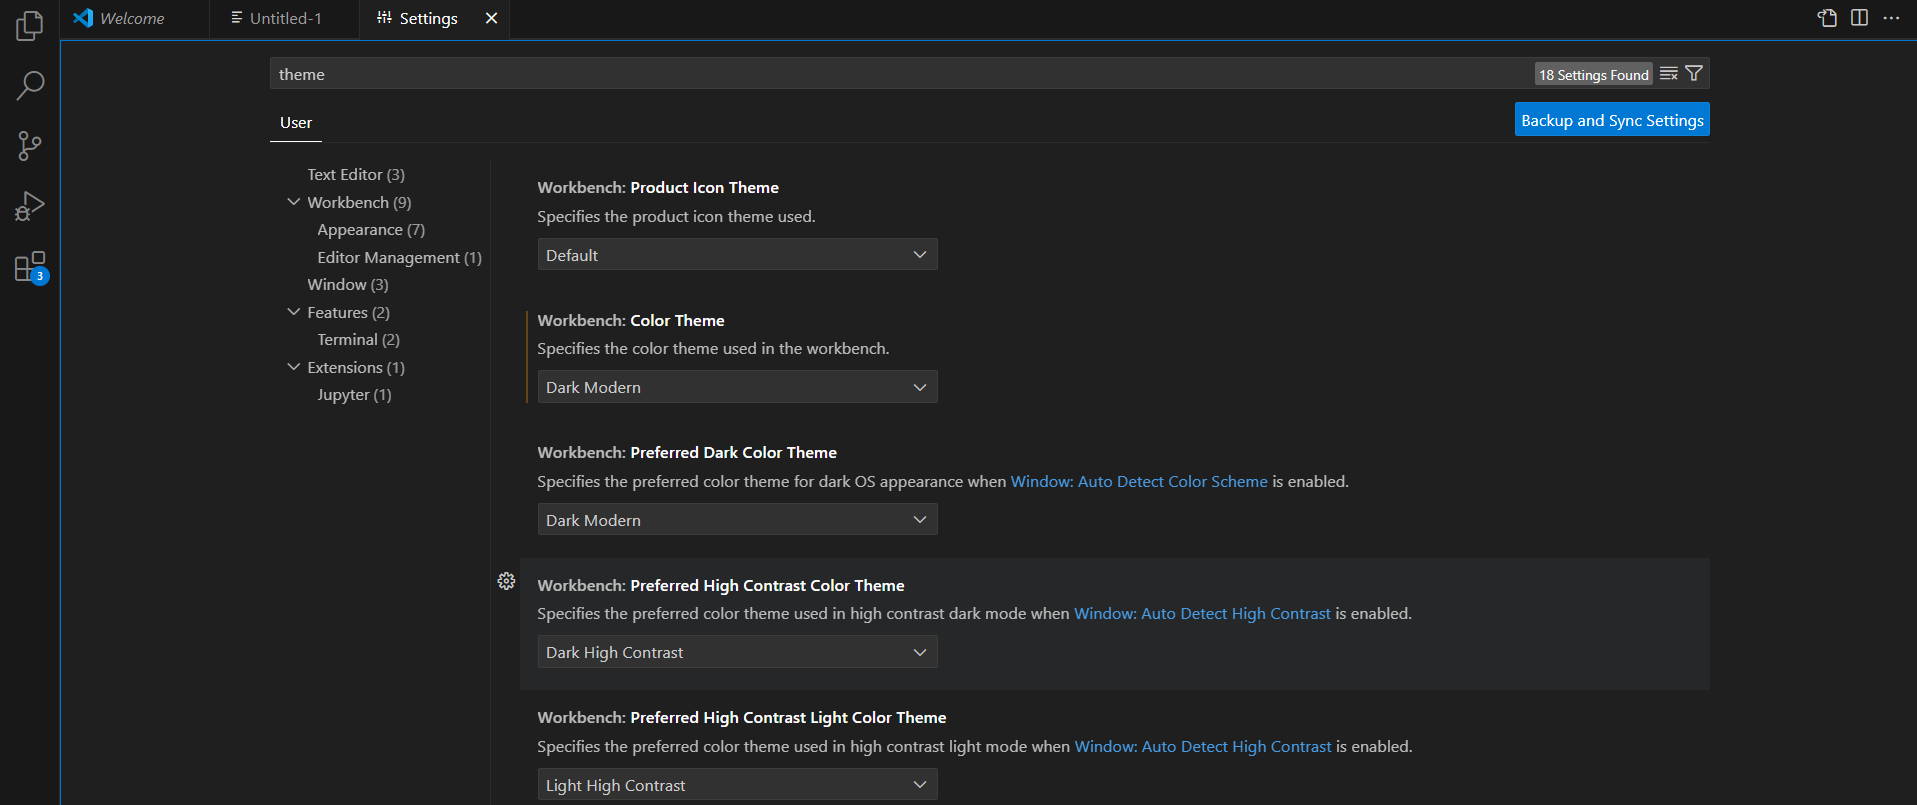 Welcome
Untitled-1
Settings
theme
18 Settings Found
User
Backup and Sync Settings
Text Editor (3)
Workbench (9)
Appearance (7)
Editor Management (1)
Window (3)
Features (2)
Terminal (2)
Extensions (1)
Jupyter (1)
3
Workbench: Product Icon Theme
Specifies the product icon theme used.
Default
Workbench: Color Theme
Specifies the color theme used in the workbench.
Dark Modern
Workbench: Preferred Dark Color Theme
Specifies the preferred color theme for dark OS appearance when Window: Auto Detect Color Scheme is enabled.
Dark Modern
Workbench: Preferred High Contrast Color Theme
Specifies the preferred color theme used in high contrast dark mode when Window: Auto Detect High Contrast is enabled.
Dark High Contrast
Workbench: Preferred High Contrast Light Color Theme
Specifies the preferred color theme used in high contrast light mode when Window: Auto Detect High Contrast is enabled.
Light High Contrast